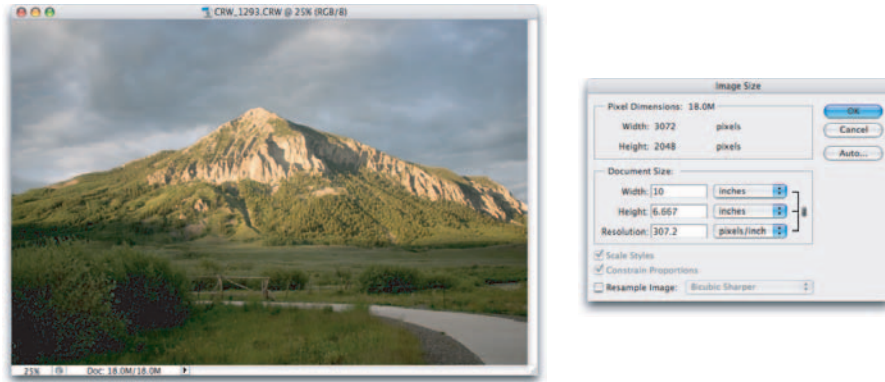 CRW_1293.CRW @ 25% (RGB/8)
25%
Doc: 18.0M/18.0M
Image Size
Pixel Dimensions: 18.0M
Width: 3072 pixels
Height: 2048 pixels
OK
Cancel
Auto...
Document Size:
Width: 10 inches
Height: 6.667 inches
Resolution: 307.2 pixels/inch
Scale Styles
Constrain Proportions
Resample Image: Bicubic Sharper